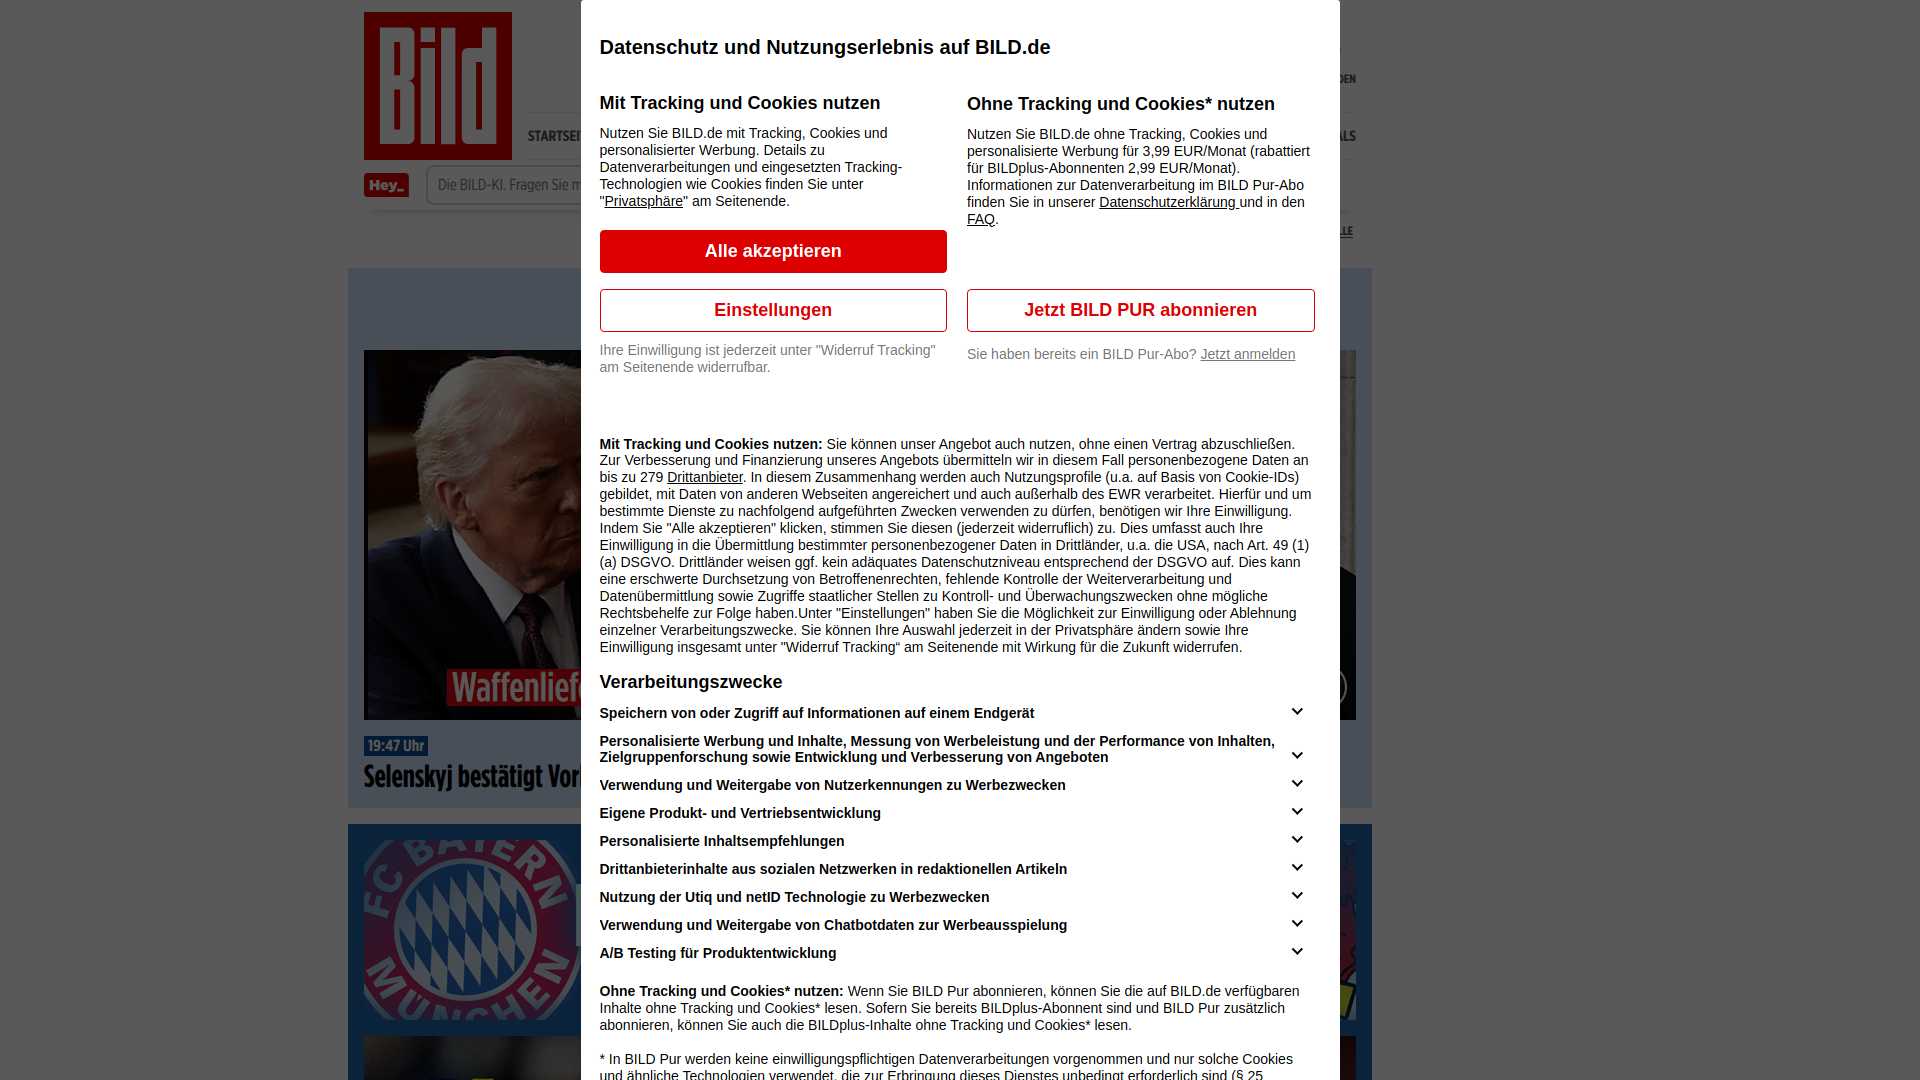 Bild
STARTSEI
Hey_
Die BILD-KI. Fragen Sie m
DEN
ALS
LLE
Datenschutz und Nutzungserlebnis auf BILD.de
Mit Tracking und Cookies nutzen
Nutzen Sie BILD.de mit Tracking, Cookies und
personalisierter Werbung. Details zu
Datenverarbeitungen und eingesetzten Tracking-
Technologien wie Cookies finden Sie unter
"Privatsphäre" am Seitenende.
Alle akzeptieren
Einstellungen
Ihre Einwilligung ist jederzeit unter "Widerruf Tracking"
am Seitenende widerrufbar.
Ohne Tracking und Cookies* nutzen
Nutzen Sie BILD.de ohne Tracking, Cookies und
personalisierte Werbung für 3,99 EUR/Monat (rabattiert
für BILDplus-Abonnenten 2,99 EUR/Monat).
Informationen zur Datenverarbeitung im BILD Pur-Abo
finden Sie in unserer Datenschutzerklärung und in den
FAQ.
Jetzt BILD PUR abonnieren
Sie haben bereits ein BILD Pur-Abo? Jetzt anmelden
Mit Tracking und Cookies nutzen: Sie können unser Angebot auch nutzen, ohne einen Vertrag abzuschließen.
Zur Verbesserung und Finanzierung unseres Angebots übermitteln wir in diesem Fall personenbezogene Daten an
bis zu 279 Drittanbieter. In diesem Zusammenhang werden auch Nutzungsprofile (u.a. auf Basis von Cookie-IDs)
gebildet, mit Daten von anderen Webseiten angereichert und auch außerhalb des EWR verarbeitet. Hierfür und um
bestimmte Dienste zu nachfolgend aufgeführten Zwecken verwenden zu dürfen, benötigen wir Ihre Einwilligung.
Indem Sie "Alle akzeptieren" klicken, stimmen Sie diesen (jederzeit widerruflich) zu. Dies umfasst auch Ihre
Einwilligung in die Übermittlung bestimmter personenbezogener Daten in Drittländer, u.a. die USA, nach Art. 49 (1)
(a) DSGVO. Drittländer weisen ggf. kein adäquates Datenschutzniveau entsprechend der DSGVO auf. Dies kann
eine erschwerte Durchsetzung von Betroffenenrechten, fehlende Kontrolle der Weiterverarbeitung und
Datenübermittlung sowie Zugriffe staatlicher Stellen zu Kontroll- und Überwachungszwecken ohne mögliche
Rechtsbehelfe zur Folge haben.Unter "Einstellungen" haben Sie die Möglichkeit zur Einwilligung oder Ablehnung
einzelner Verarbeitungszwecke. Sie können Ihre Auswahl jederzeit in der Privatsphäre ändern sowie Ihre
Einwilligung insgesamt unter "Widerruf Tracking“ am Seitenende mit Wirkung für die Zukunft widerrufen.
Verarbeitungszwecke
Speichern von oder Zugriff auf Informationen auf einem Endgerät
Personalisierte Werbung und Inhalte, Messung von Werbeleistung und der Performance von Inhalten,
Zielgruppenforschung sowie Entwicklung und Verbesserung von Angeboten
Verwendung und Weitergabe von Nutzerkennungen zu Werbezwecken
Eigene Produkt- und Vertriebsentwicklung
Personalisierte Inhaltsempfehlungen
Drittanbieterinhalte aus sozialen Netzwerken in redaktionellen Artikeln
Nutzung der Utiq und netID Technologie zu Werbezwecken
Verwendung und Weitergabe von Chatbotdaten zur Werbeausspielung
A/B Testing für Produktentwicklung
Ohne Tracking und Cookies* nutzen: Wenn Sie BILD Pur abonnieren, können Sie die auf BILD.de verfügbaren
Inhalte ohne Tracking und Cookies* lesen. Sofern Sie bereits BILDplus-Abonnent sind und BILD Pur zusätzlich
abonnieren, können Sie auch die BILDplus-Inhalte ohne Tracking und Cookies* lesen.
* In BILD Pur werden keine einwilligungspflichtigen Datenverarbeitungen vorgenommen und nur solche Cookies
und ähnliche Technologien verwendet, die zur Erbringung dieses Dienstes unbedingt erforderlich sind (§ 25
Waffenliefe
19:47 Uhr
Selenskyj bestätigt Vor
FC BAYERN
MÜNCHEN